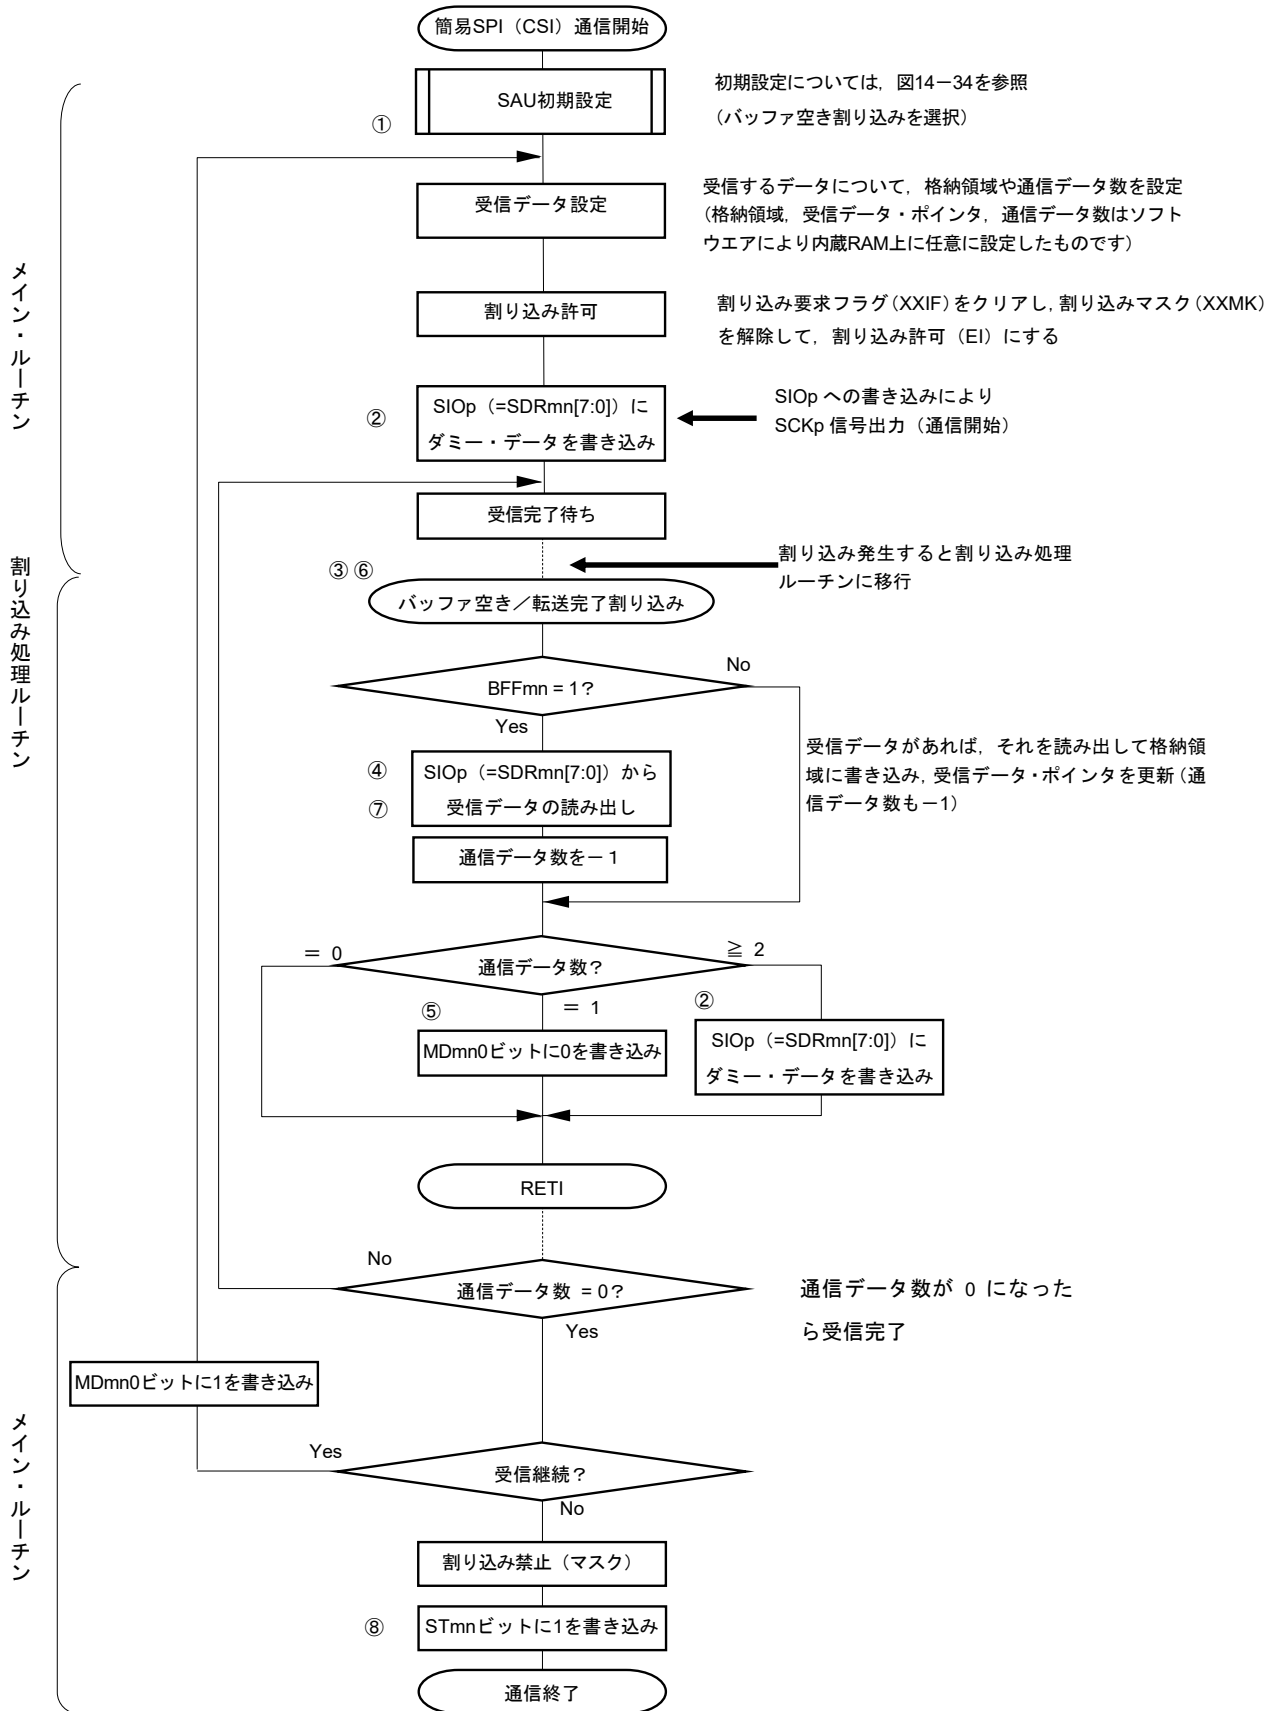 簡易SPI（CSI）通信開始
SAU初期設定
初期設定については，図14－34を参照
（バッファ空き割り込みを選択）
①
受信データ設定
受信するデータについて，格納領域や通信データ数を設定
（格納領域，受信データ・ポインタ，通信データ数はソフト
ウエアにより内蔵RAM上に任意に設定したものです）
メイン・ルーチン
割り込み許可
割り込み要求フラグ（XXIF）をクリアし，割り込みマスク（XXMK）
を解除して，割り込み許可（EI）にする
②
SIOp（=SDRmn[7:0]）に
ダミー・データを書き込み
SIOp への書き込みにより
SCKp 信号出力（通信開始）
受信完了待ち
割り込み発生すると割り込み処理
ルーチンに移行
③⑥
バッファ空き／転送完了割り込み
割り込み処理ルーチン
BFFmn = 1？
No
Yes
受信データがあれば，それを読み出して格納領
域に書き込み，受信データ・ポインタを更新（通
信データ数も－1）
④
⑦
SIOp（=SDRmn[7:0]）から
受信データの読み出し
通信データ数を－１
通信データ数？
＝ 0
≧ 2
＝ 1
⑤
MDmn0ビットに0を書き込み
②
SIOp（=SDRmn[7:0]）に
ダミー・データを書き込み
RETI
No
通信データ数 ＝0？
Yes
通信データ数が 0 になった
ら受信完了
MDmn0ビットに1を書き込み
Yes
受信継続？
No
メイン・ルーチン
割り込み禁止（マスク）
⑧
STmnビットに1を書き込み
通信終了